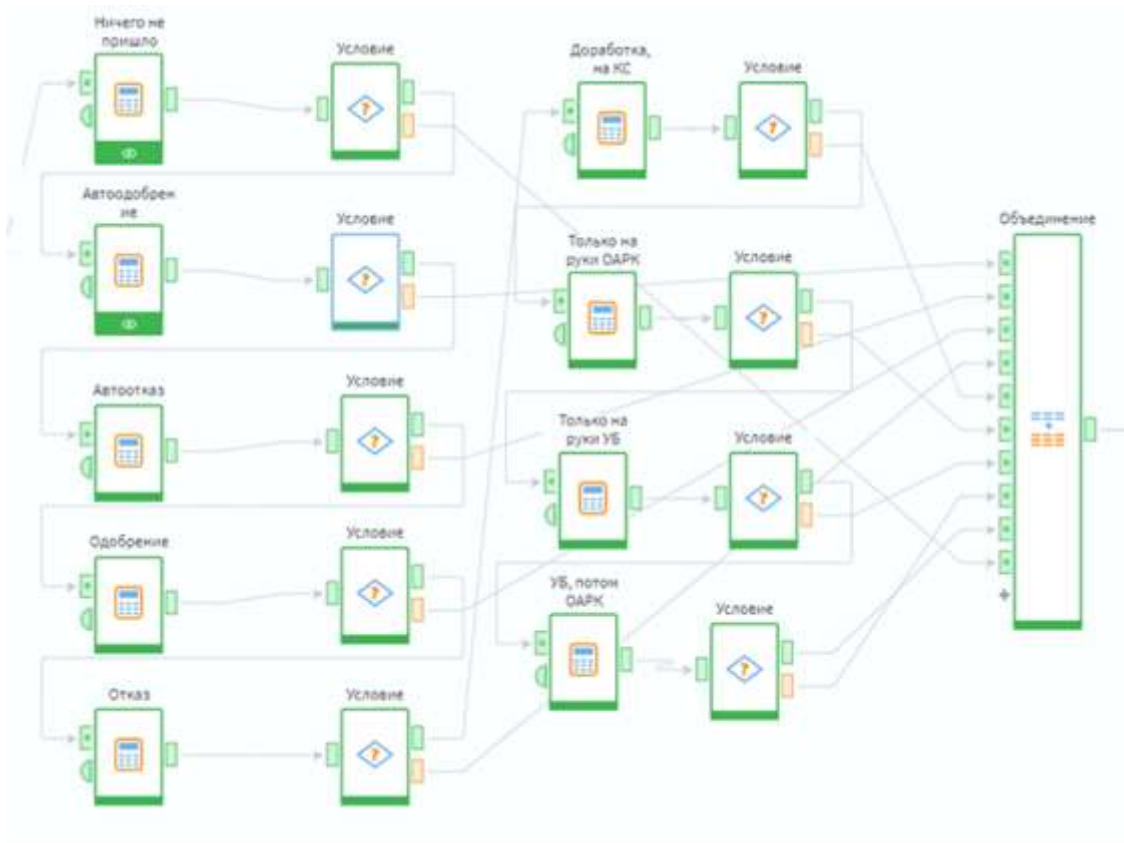 Ничего не
пришло
Условие
Автоодобрен
ие
Условие
Автоотказ
Условие
Одобрение
Условие
Отказ
Условие
Доработка,
на КС
Условие
Только на
руки ОАРК
Условие
Только на
руки УБ
Условие
УБ, потом
ОАРК
Условие
Объединение